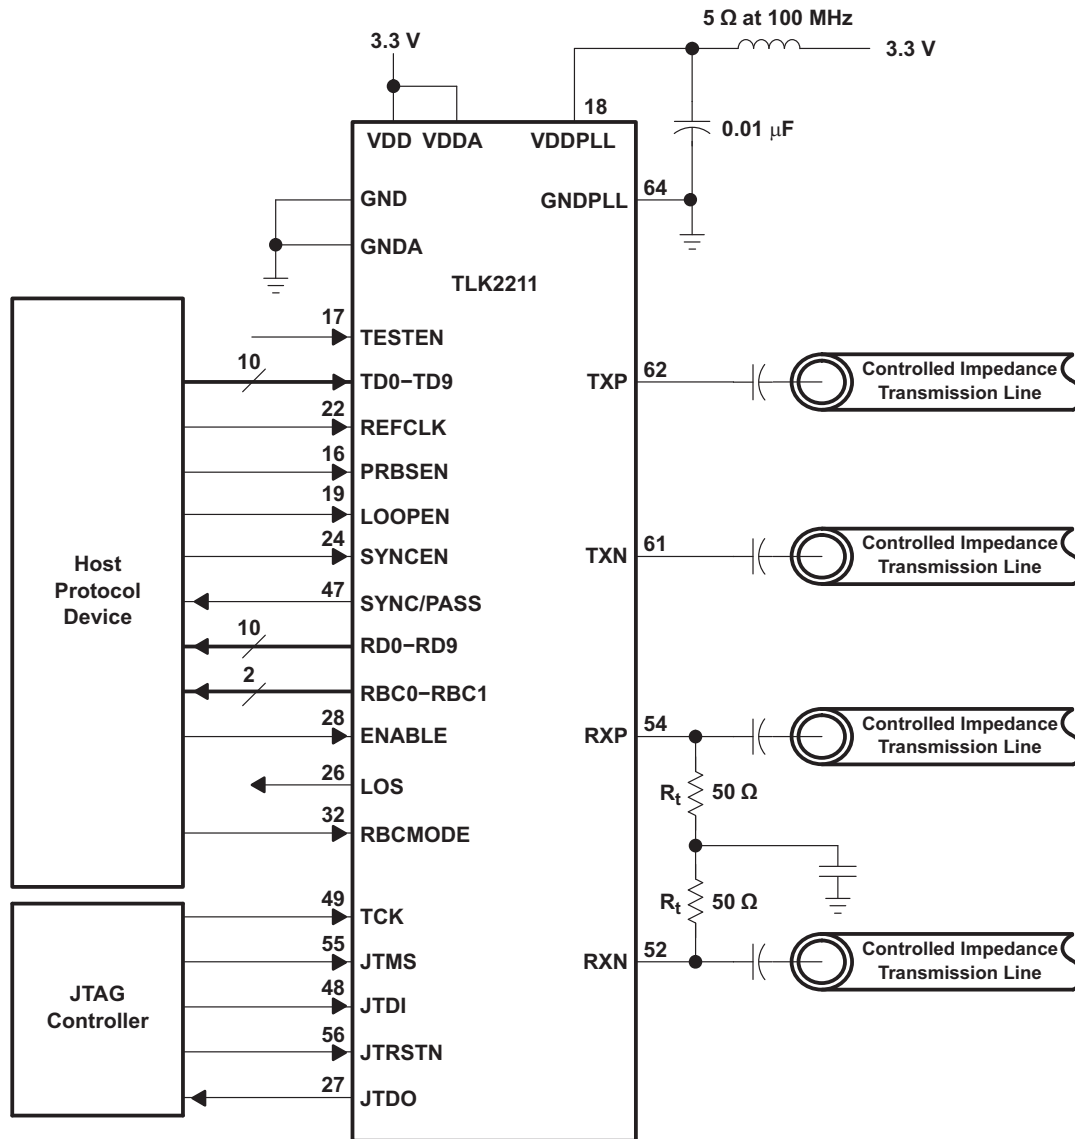 5 Ω at 100 MHz
3.3 V
3.3 V
18
VDD VDDA VDDPLL
0.01 μF
GND
GNDPLL 64
GNDA
TLK2211
17 TESTEN
10 TD0−TD9
TXP 62
Controlled Impedance
Transmission Line
22 REFCLK
16 PRBSEN
19 LOOPEN
24 SYNCEN
TXN 61
Controlled Impedance
Transmission Line
Host
Protocol
Device
47 SYNC/PASS
10 RD0−RD9
2 RBC0−RBC1
28 ENABLE
RXP 54
Controlled Impedance
Transmission Line
26 LOS
Rt 50 Ω
32 RBCMODE
49 TCK
Rt 50 Ω
55 JTMS
RXN 52
Controlled Impedance
Transmission Line
JTAG
Controller
48 JTDI
56 JTRSTN
27 JTDO